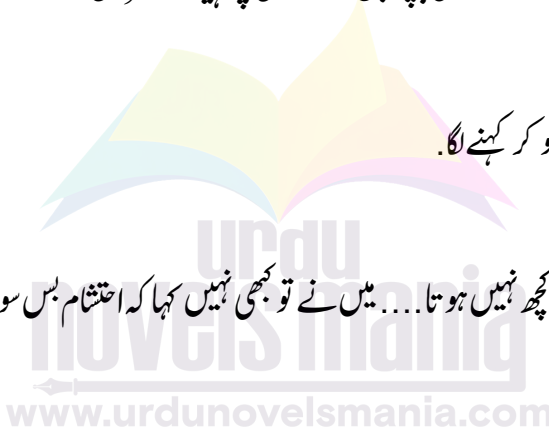 و کر کہنے لگا.
کچھ نہیں ہوتا.... میں نے تو کبھی نہیں کہا کہ احتشام بس سو
urdu
novels mania
www.urdunovelsmania.com